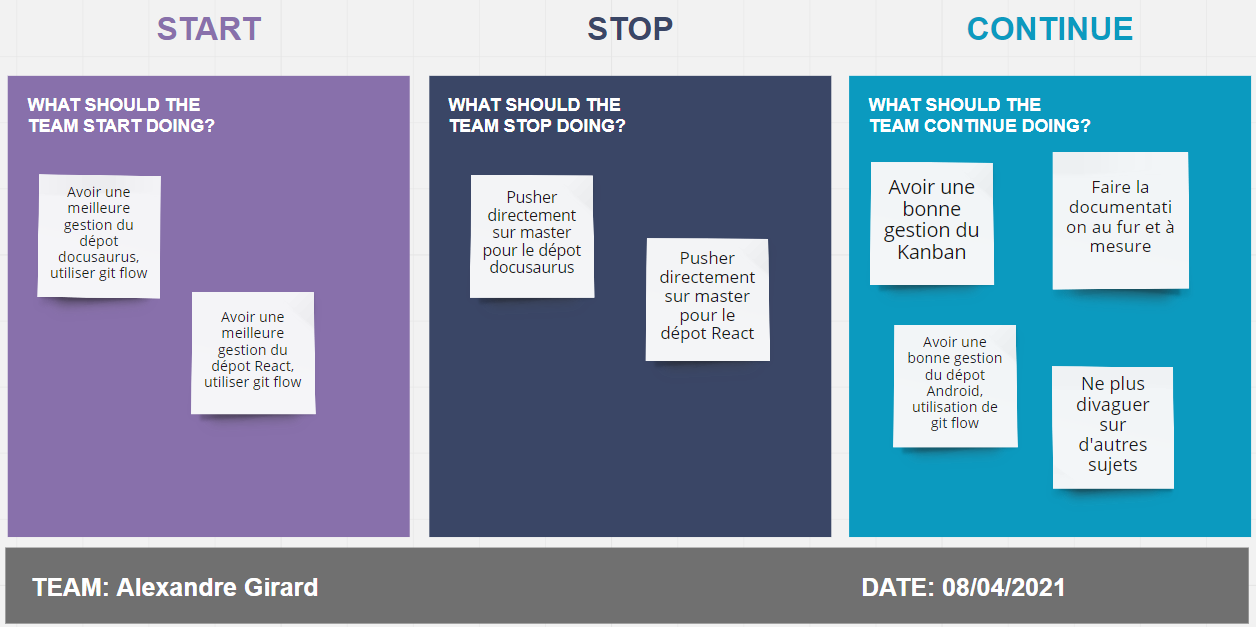 START
STOP
CONTINUE
WHAT SHOULD THE
TEAM START DOING?
Avoir une
meilleure
gestion du
dépot
docusaurus,
utiliser git flow
Avoir une
meilleure
gestion du
dépot React,
utiliser git flow
WHAT SHOULD THE
TEAM STOP DOING?
Pusher
directement
sur master
pour le dépot
docusaurus
Pusher
directement
sur master
pour le
dépot React
WHAT SHOULD THE
TEAM CONTINUE DOING?
Avoir une
bonne
gestion du
Kanban
Faire la
documentati
on au fur et à
mesure
Avoir une
bonne gestion
du dépot
Android,
utilisation de
git flow
Ne plus
divaguer
sur
d'autres
sujets
TEAM: Alexandre Girard
DATE: 08/04/2021